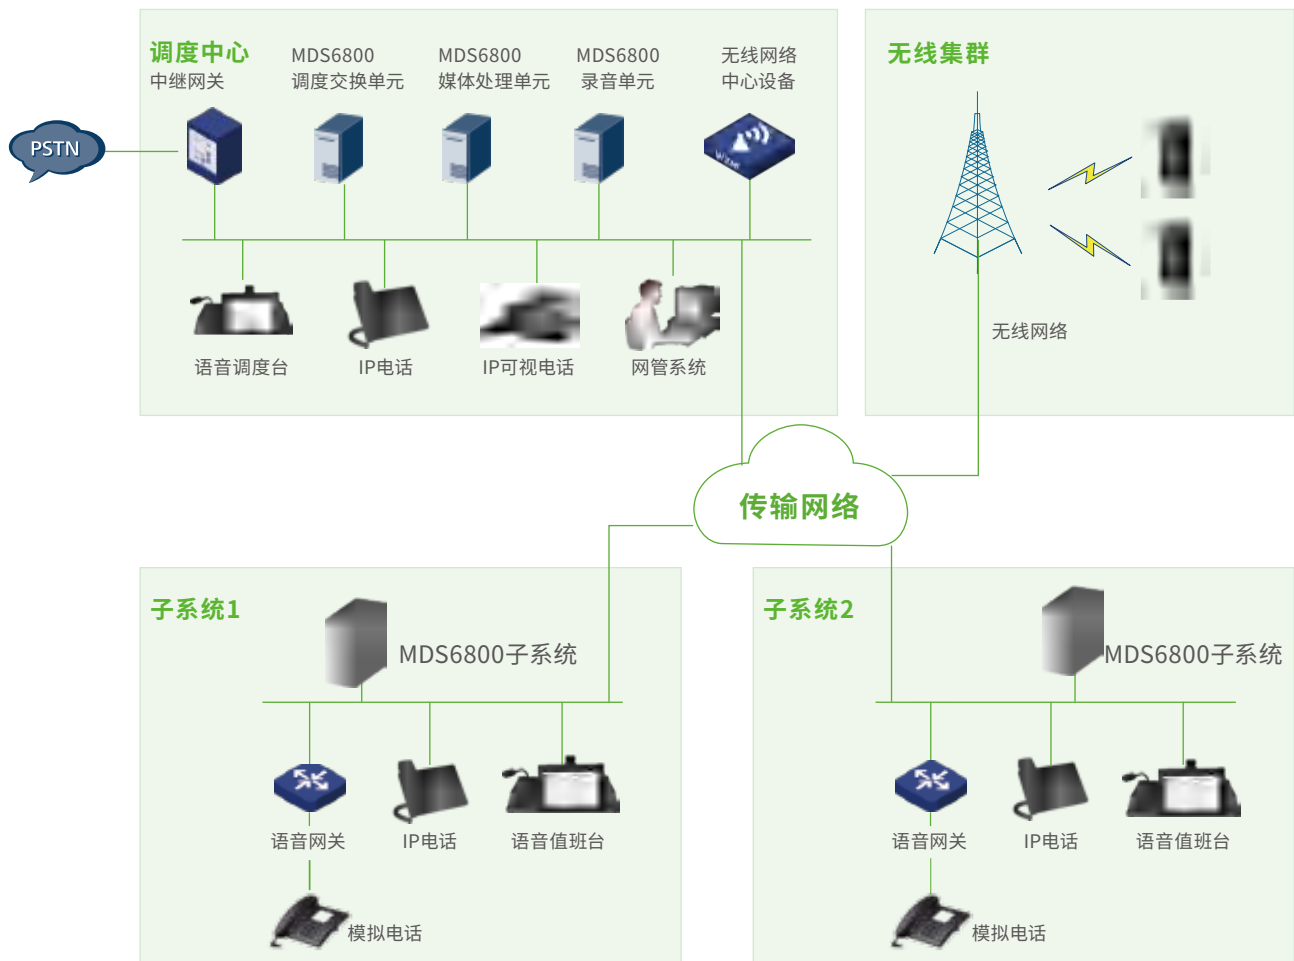 调度中心
中继网关
MDS6800
调度交换单元
MDS6800
媒体处理单元
MDS6800
录音单元
无线网络
中心设备
PSTN
语音调度台
IP电话
IP可视电话
网管系统
无线集群
无线网络
传输网络
子系统1
MDS6800子系统
语音网关
IP电话
语音值班台
模拟电话
子系统2
MDS6800子系统
语音网关
IP电话
语音值班台
模拟电话